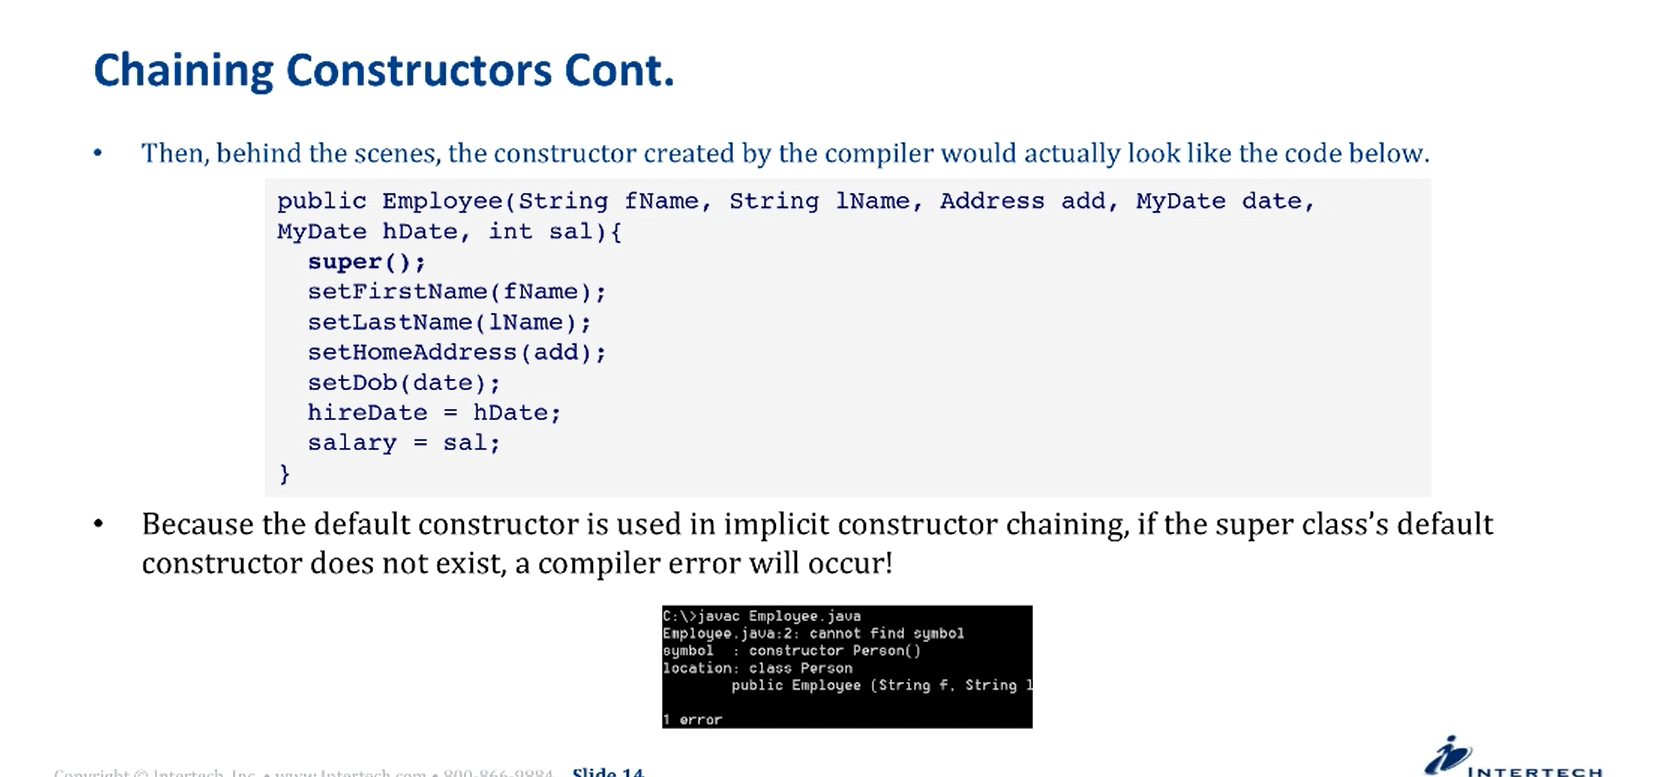 Chaining Constructors Cont.
• Then, behind the scenes, the constructor created by the compiler would actually look like the code below.
public Employee(String fName, String lName, Address add, MyDate date,
MyDate hDate, int sal){
super();
setFirstName(fName);
setLastName(lName);
setHomeAddress(add);
setDob(date);
hireDate = hDate;
salary = sal;
}
• Because the default constructor is used in implicit constructor chaining, if the super class’s default
constructor does not exist, a compiler error will occur!
C:\>javac Employee.java
Employee.java:2: cannot find symbol
symbol : constructor Person()
location: class Person
public Employee (String f, String l
1 error
Copyright © Intertech, Inc. • www.Intertech.com • 800-866-9884 Slide 14
INTERTECH